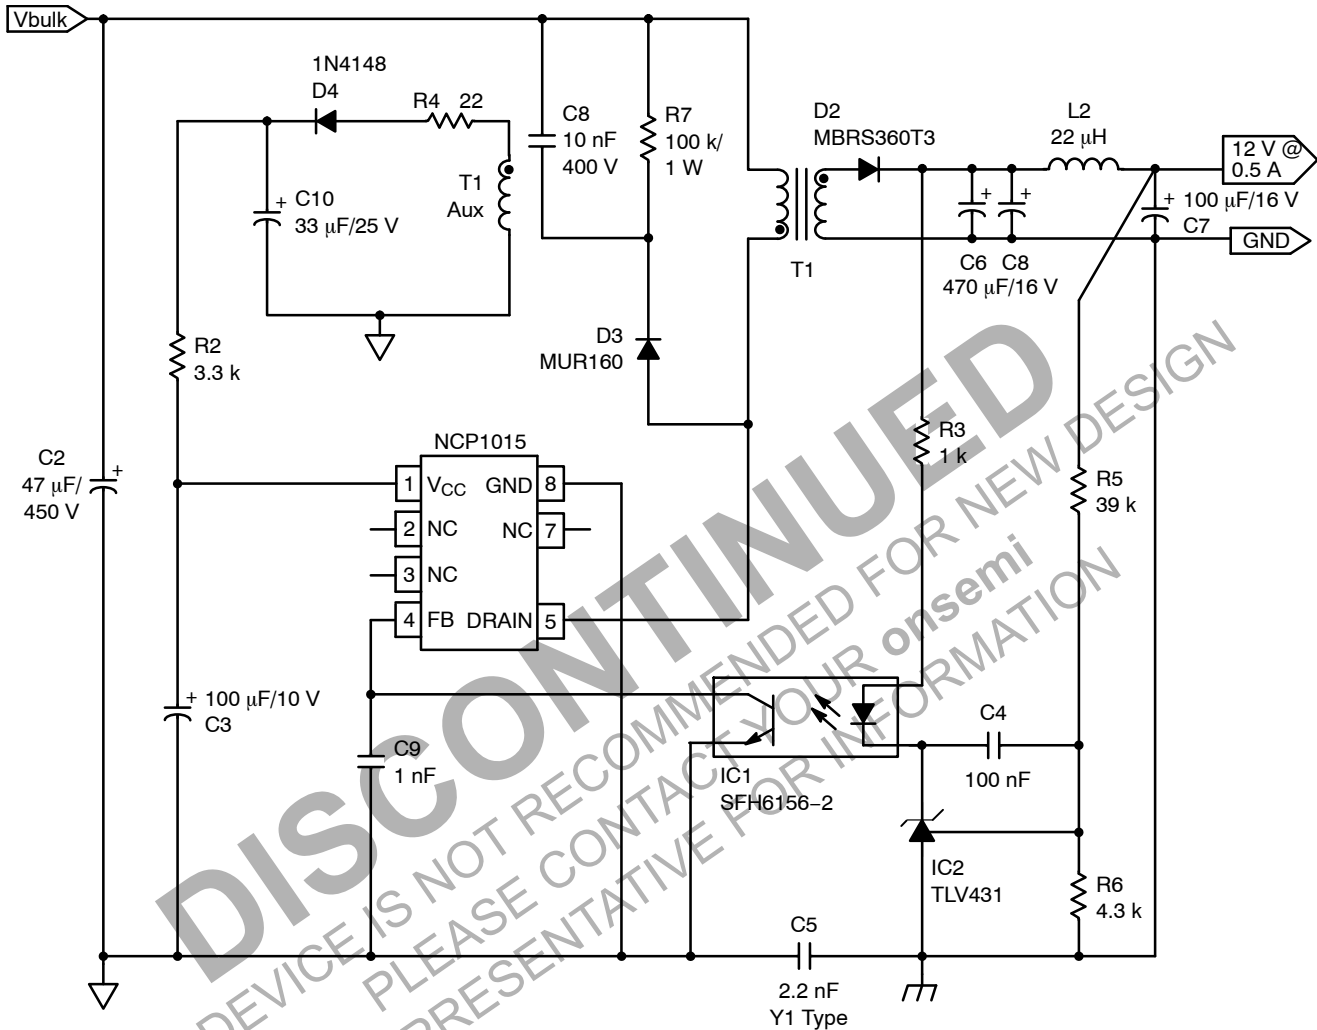 Vbulk
1N4148
D4
R4 22
C8
10 nF
400 V
R7
100 k/
1 W
D2
MBRS360T3
L2
22 μH
12 V @
0.5 A
T1
Aux
+ C10
33 μF/25 V
+ 100 μF/16 V
C7
GND
+ +
C6 C8
470 μF/16 V
T1
R2
3.3 k
D3
MUR160
NCP1015
C2
47 μF/
450 V
+
1 VCC GND 8
2 NC NC 7
3 NC
4 FB DRAIN 5
R3
1 k
R5
39 k
+ 100 μF/10 V
C3
C9
1 nF
IC1
SFH6156–2
C4
100 nF
IC2
TLV431
R6
4.3 k
C5
2.2 nF
Y1 Type
DISCONTINUED
DEVICE IS NOT RECOMMENDED FOR NEW DESIGN
PLEASE CONTACT YOUR onsemi
PRESENTATIVE FOR INFORMATION